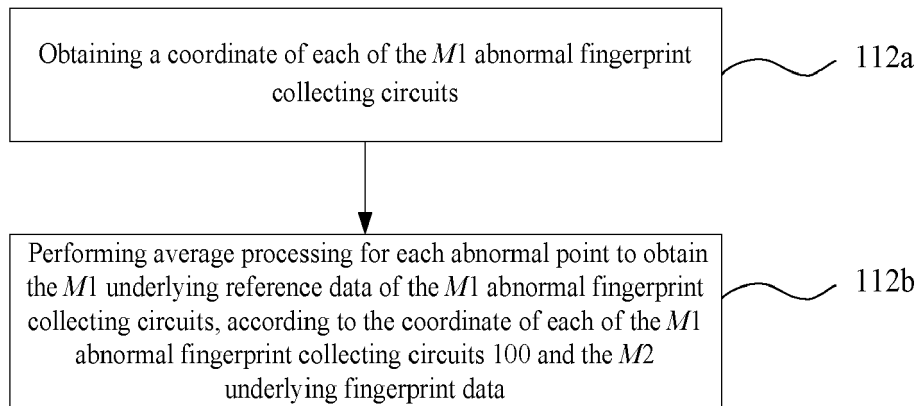 Obtaining a coordinate of each of the M1 abnormal fingerprint
collecting circuits
112a
Performing average processing for each abnormal point to obtain
the M1 underlying reference data of the M1 abnormal fingerprint
collecting circuits, according to the coordinate of each of the M1
abnormal fingerprint collecting circuits 100 and the M2
underlying fingerprint data
112b